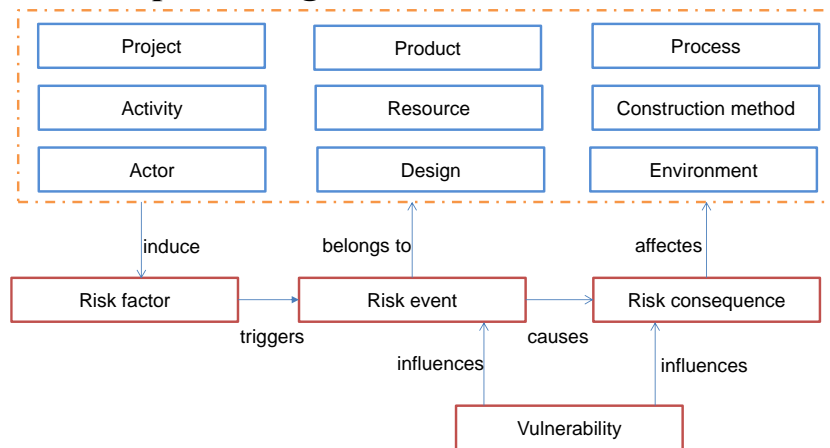 Project
Product
Process
Activity
Resource
Construction method
Actor
Design
Environment
induce
belongs to
affectes
Risk factor
Risk event
Risk consequence
triggers
causes
influences
influences
Vulnerability